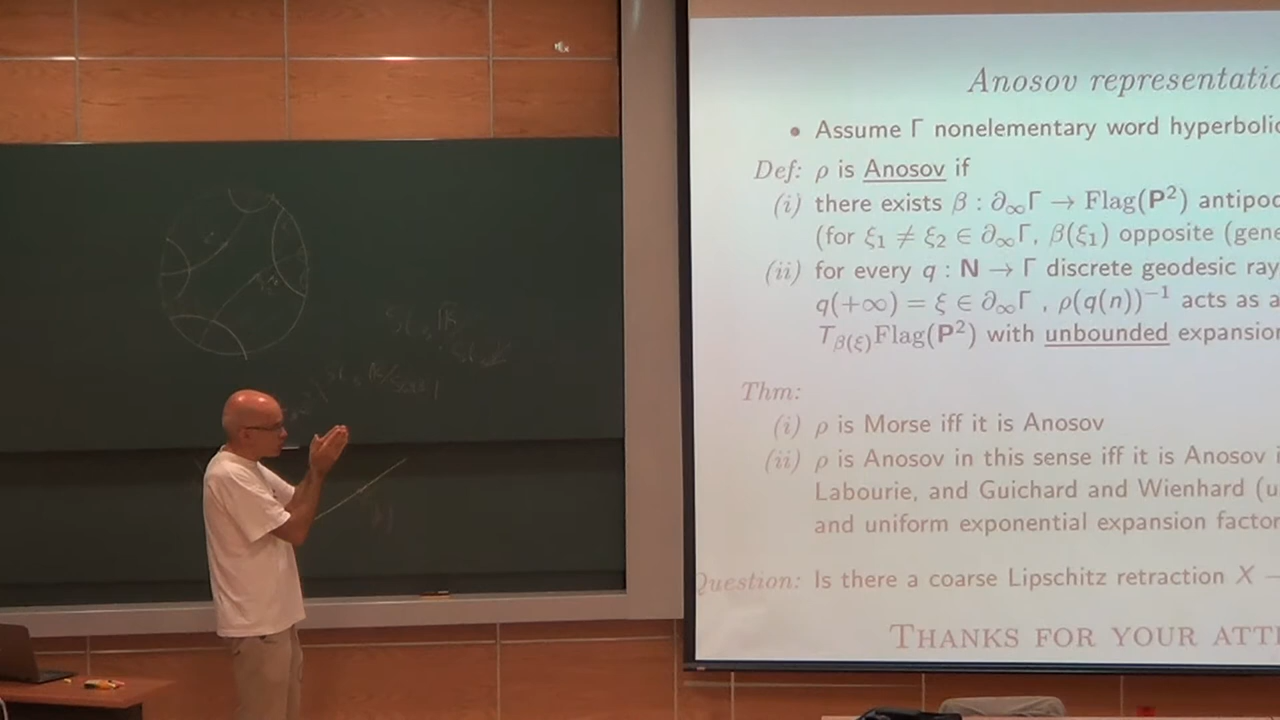 Anosov representatio
• Assume Γ nonelementary word hyperbolic
Def: ρ is Anosov if
(i) there exists β : ∂∞Γ → Flag(P²) antipod
(for ξ₁ ≠ ξ₂ ∈ ∂∞Γ, β(ξ₁) opposite (gene
(ii) for every q : N → Γ discrete geodesic ray,
q(+∞) = ξ ∈ ∂∞Γ , ρ(q(n))⁻¹ acts as a
T_β(ξ)Flag(P²) with unbounded expansion
Thm:
(i) ρ is Morse iff it is Anosov
(ii) ρ is Anosov in this sense iff it is Anosov i
Labourie, and Guichard and Wienhard (u
and uniform exponential expansion factor
Question: Is there a coarse Lipschitz retraction X –
THANKS FOR YOUR ATTE